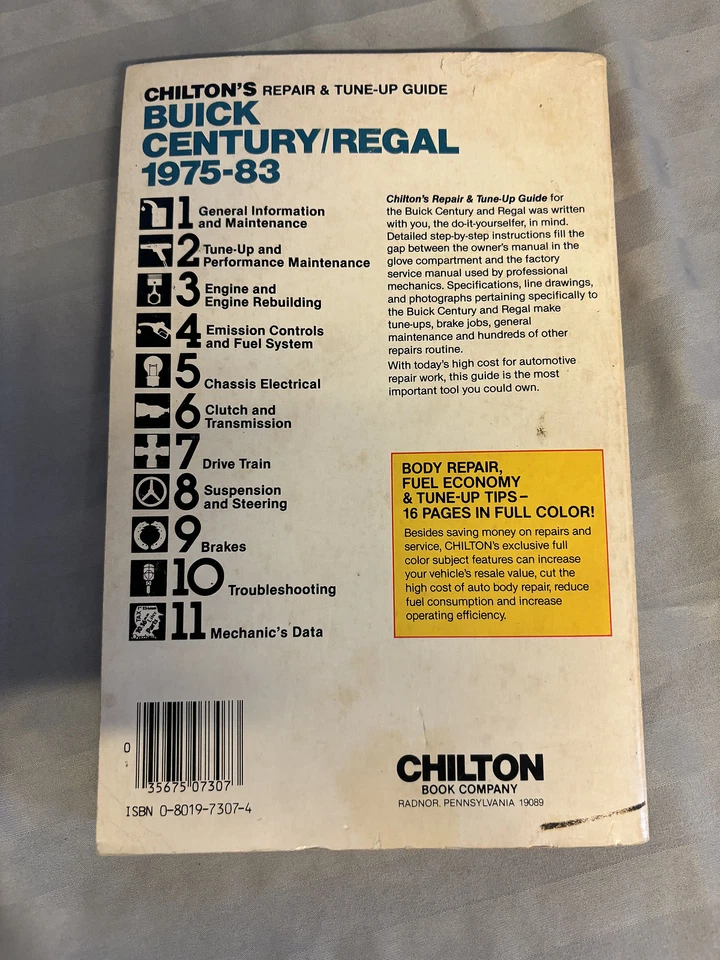 CHILTON'S REPAIR & TUNE-UP GUIDE
BUICK
CENTURY/REGAL
1975-83
1 General Information
and Maintenance
2 Tune-Up and
Performance Maintenance
3 Engine and
Engine Rebuilding
4 Emission Controls
and Fuel System
5 Chassis Electrical
6 Clutch and
Transmission
7 Drive Train
8 Suspension
and Steering
9 Brakes
10 Troubleshooting
11 Mechanic's Data
Chilton's Repair & Tune-Up Guide for
the Buick Century and Regal was written
with you, the do-it-yourselfer, in mind.
Detailed step-by-step instructions fill the
gap between the owner's manual in the
glove compartment and the factory
service manual used by professional
mechanics. Specifications, line drawings,
and photographs pertaining specifically to
the Buick Century and Regal make
tune-ups, brake jobs, general
maintenance and hundreds of other
repairs routine.
With today's high cost for automotive
repair work, this guide is the most
important tool you could own.
BODY REPAIR,
FUEL ECONOMY
& TUNE-UP TIPS–
16 PAGES IN FULL COLOR!
Besides saving money on repairs and
service, CHILTON's exclusive full
color subject features can increase
your vehicle's resale value, cut the
high cost of auto body repair, reduce
fuel consumption and increase
operating efficiency.
0 35675 07307
ISBN 0-8019-7307-4
CHILTON
BOOK COMPANY
RADNOR, PENNSYLVANIA 19089